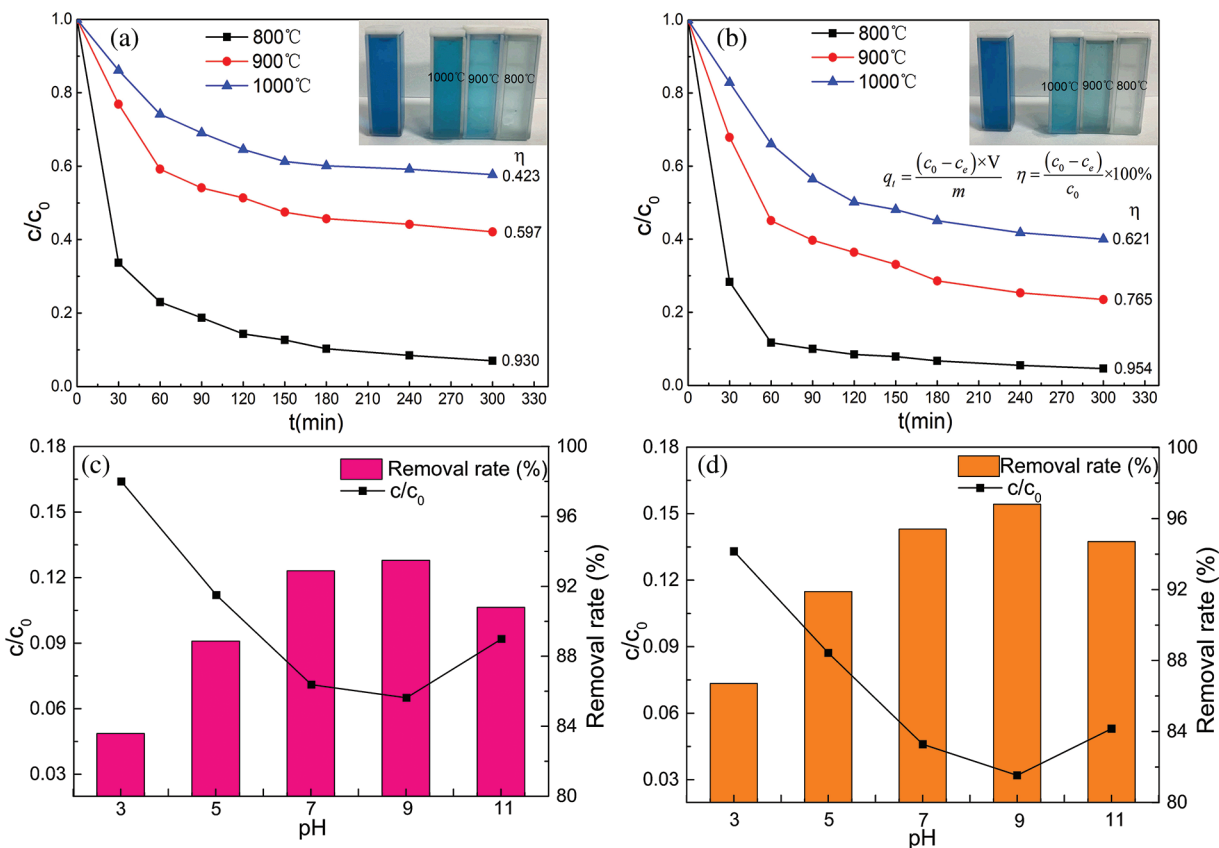 (a)
800℃
900℃
1000℃
1000℃ 900℃ 800℃
η
0.423
0.597
0.930
c/c0
1.0
0.8
0.6
0.4
0.2
0.0
0 30 60 90 120 150 180 210 240 270 300 330
t(min)
(b)
800℃
900℃
1000℃
1000℃ 900℃ 800℃
q_t = (c_0 − c_e)×V / m η = (c_0 − c_e) / c_0 ×100%
η
0.621
0.765
0.954
c/c0
1.0
0.8
0.6
0.4
0.2
0.0
0 30 60 90 120 150 180 210 240 270 300 330
t(min)
(c)
Removal rate (%)
c/c0
c/c0
0.18
0.15
0.12
0.09
0.06
0.03
3 5 7 9 11
pH
100
96
92
88
84
80
Removal rate (%)
(d)
Removal rate (%)
c/c0
c/c0
0.18
0.15
0.12
0.09
0.06
0.03
3 5 7 9 11
pH
100
96
92
88
84
80
Removal rate (%)